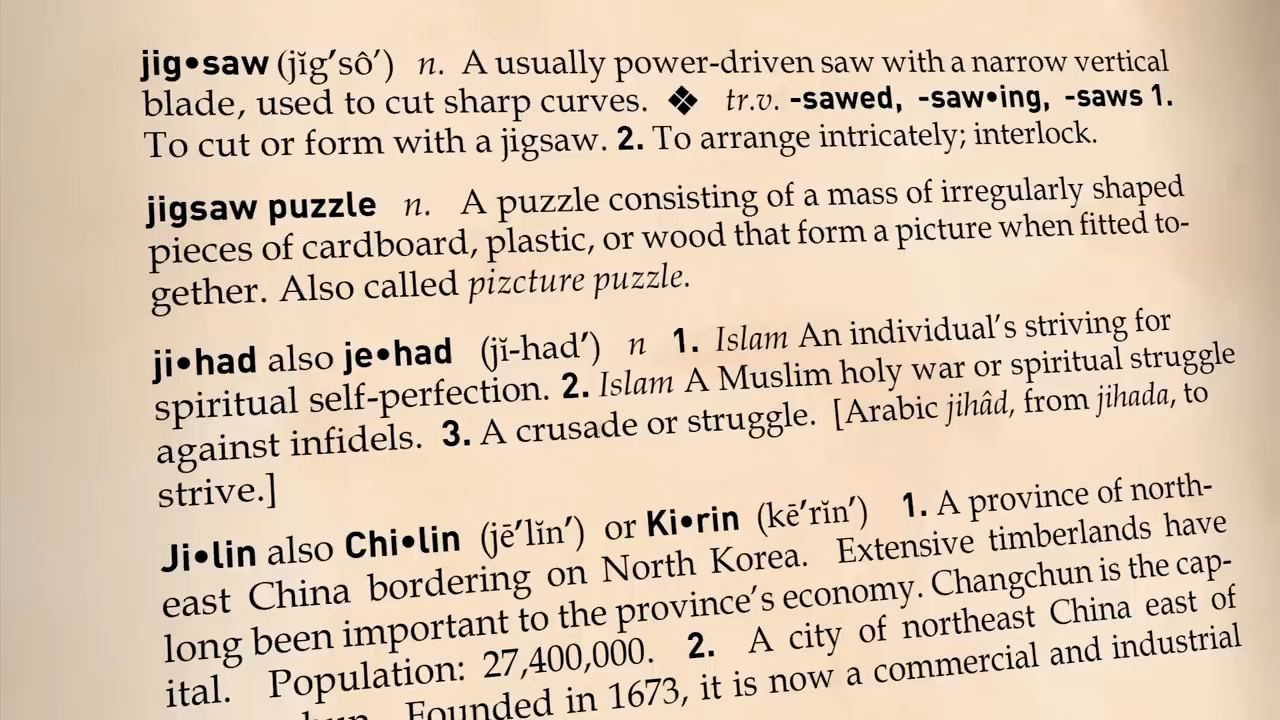 jig•saw (jĭg′sô′) n. A usually power-driven saw with a narrow vertical
blade, used to cut sharp curves. ❖ tr.v. -sawed, -saw•ing, -saws 1.
To cut or form with a jigsaw. 2. To arrange intricately; interlock.
jigsaw puzzle n. A puzzle consisting of a mass of irregularly shaped
pieces of cardboard, plastic, or wood that form a picture when fitted to-
gether. Also called pizcture puzzle.
ji•had also je•had (jĭ-had′) n 1. Islam An individual's striving for
spiritual self-perfection. 2. Islam A Muslim holy war or spiritual struggle
against infidels. 3. A crusade or struggle. [Arabic jihâd, from jihada, to
strive.]
Ji•lin also Chi•lin (jē′lĭn′) or Ki•rin (kē′rĭn′) 1. A province of north-
east China bordering on North Korea. Extensive timberlands have
long been important to the province's economy. Changchun is the cap-
ital. Population: 27,400,000. 2. A city of northeast China east of
Founded in 1673, it is now a commercial and industrial